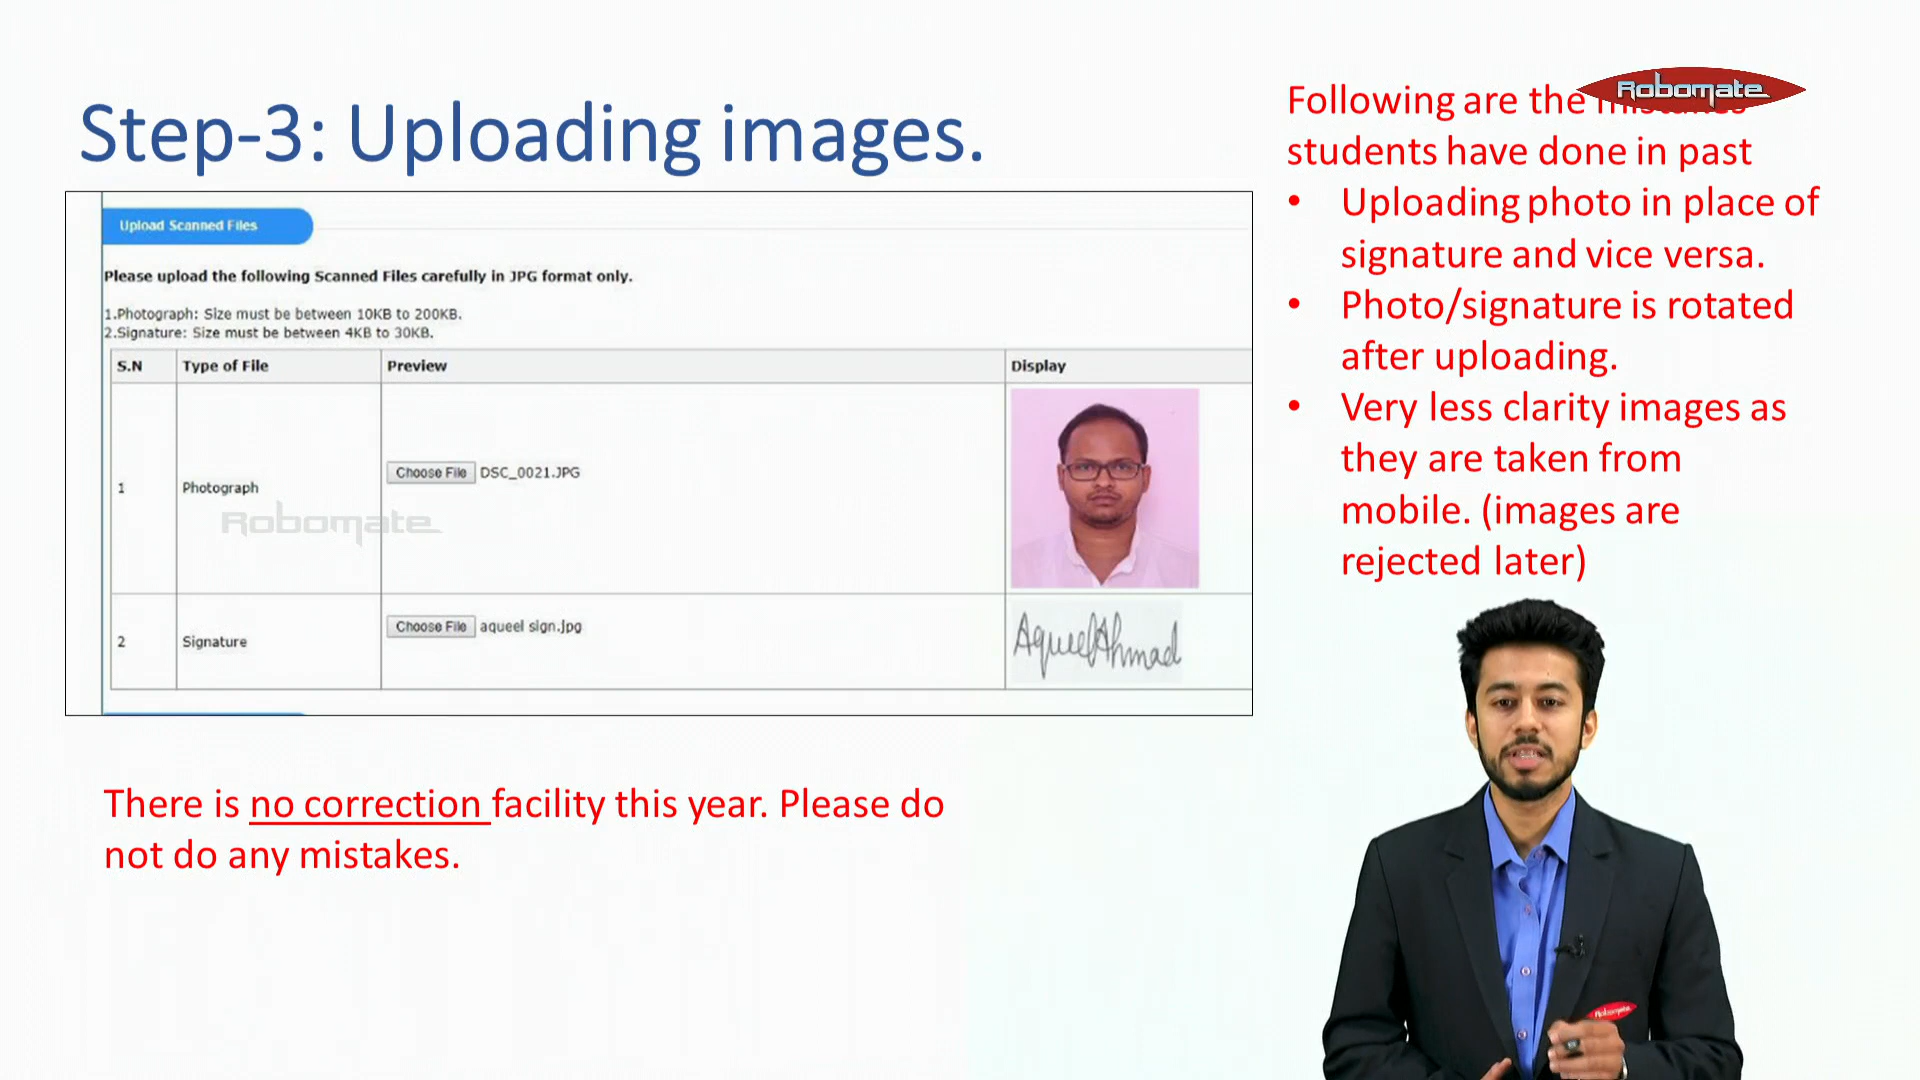 Step-3: Uploading images.
Upload Scanned Files
Please upload the following Scanned Files carefully in JPG format only.
1.Photograph: Size must be between 10KB to 200KB.
2.Signature: Size must be between 4KB to 30KB.
S.N Type of File Preview Display
1 Photograph Choose File DSC_0021.JPG
Robomate
2 Signature Choose File aqueel sign.jpg
Aqueel Ahmad
There is no correction facility this year. Please do
not do any mistakes.
Robomate
Following are the mistakes
students have done in past
• Uploading photo in place of
signature and vice versa.
• Photo/signature is rotated
after uploading.
• Very less clarity images as
they are taken from
mobile. (images are
rejected later)
Robomate